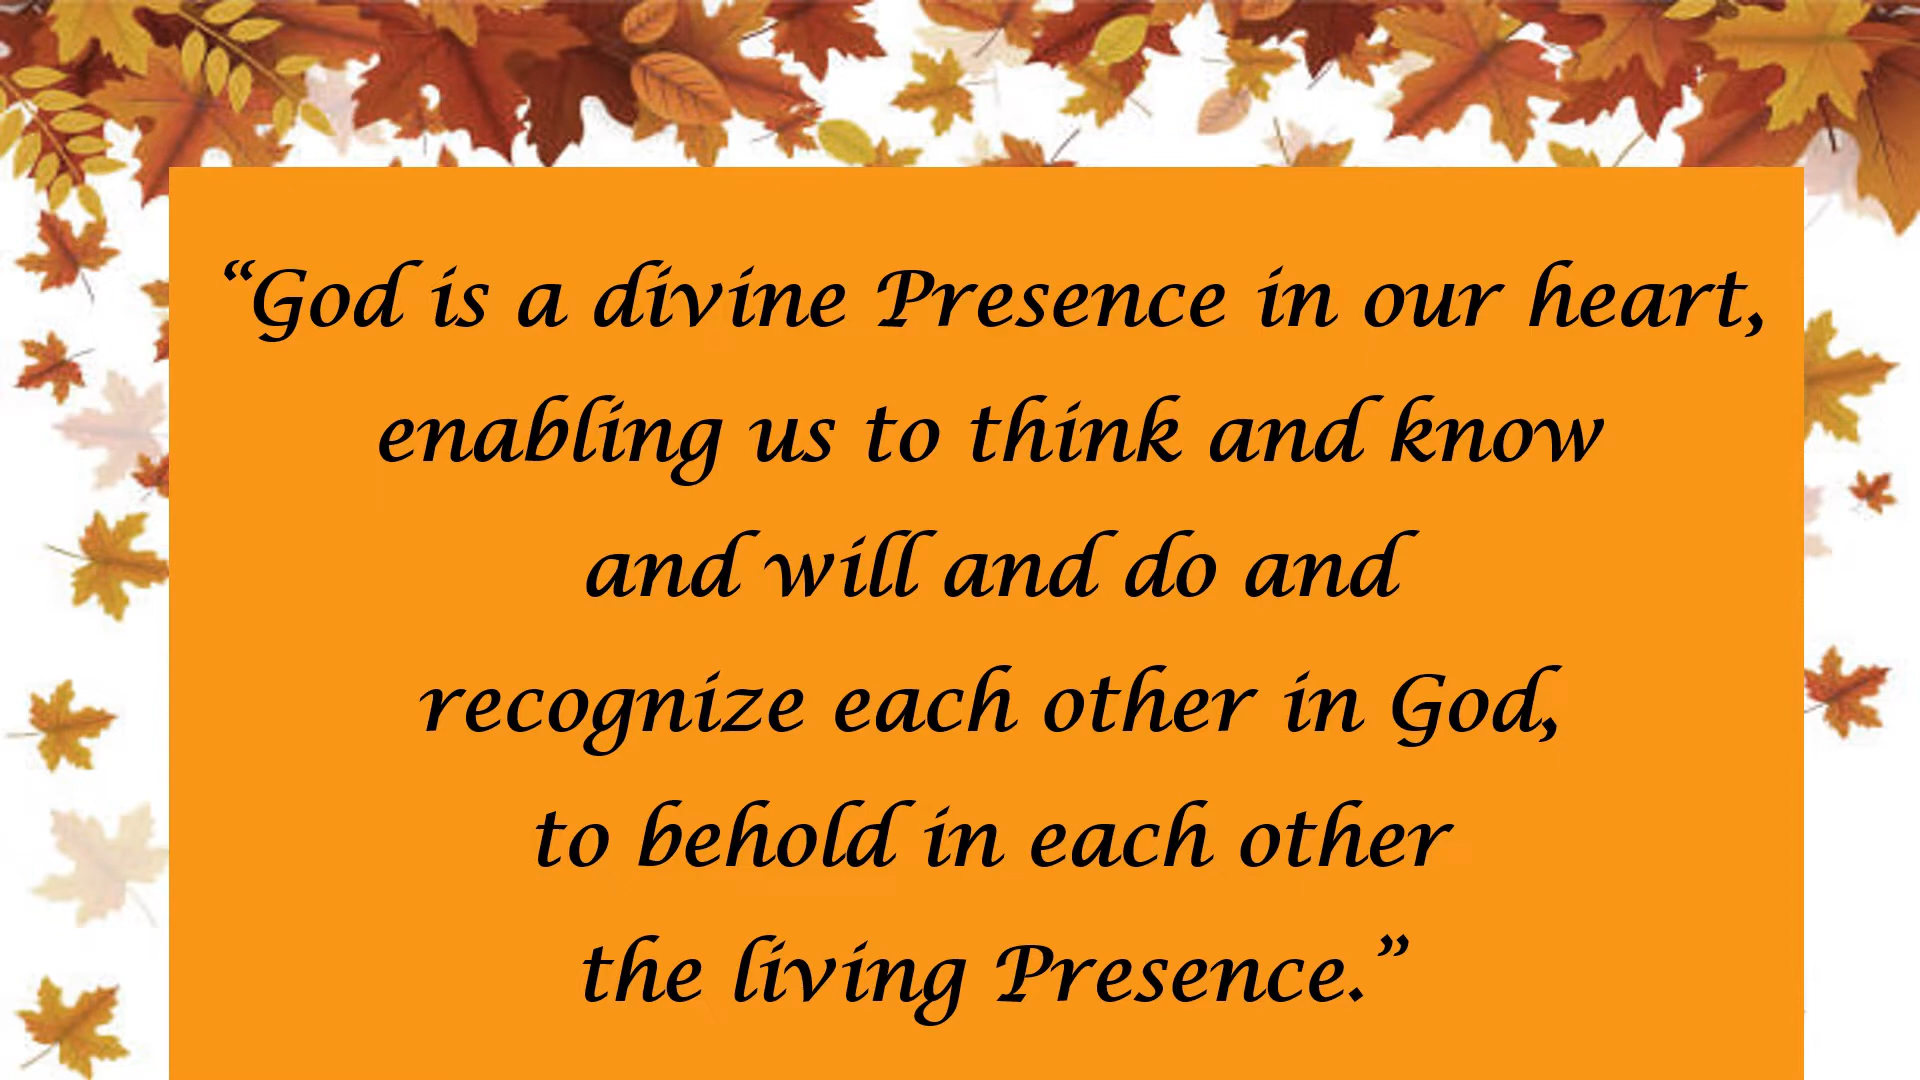 “God is a divine Presence in our heart,
enabling us to think and know
and will and do and
recognize each other in God,
to behold in each other
the living Presence.”